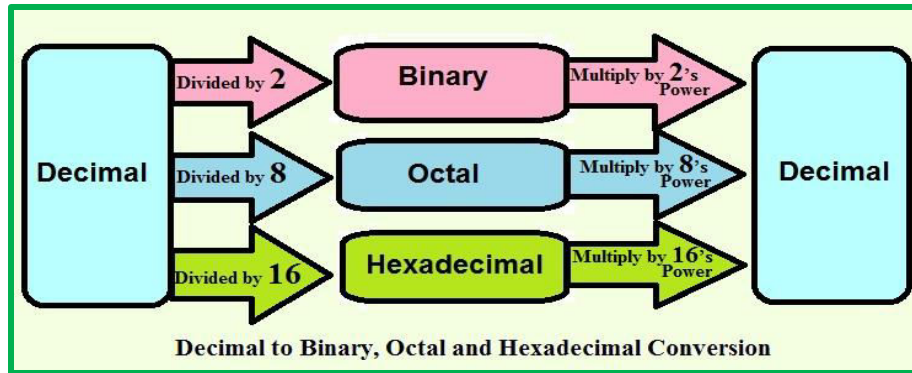 Decimal
Divided by 2
Binary
Multiply by 2's
Power
Divided by 8
Octal
Multiply by 8's
Power
Divided by 16
Hexadecimal
Multiply by 16's
Power
Decimal
Decimal to Binary, Octal and Hexadecimal Conversion